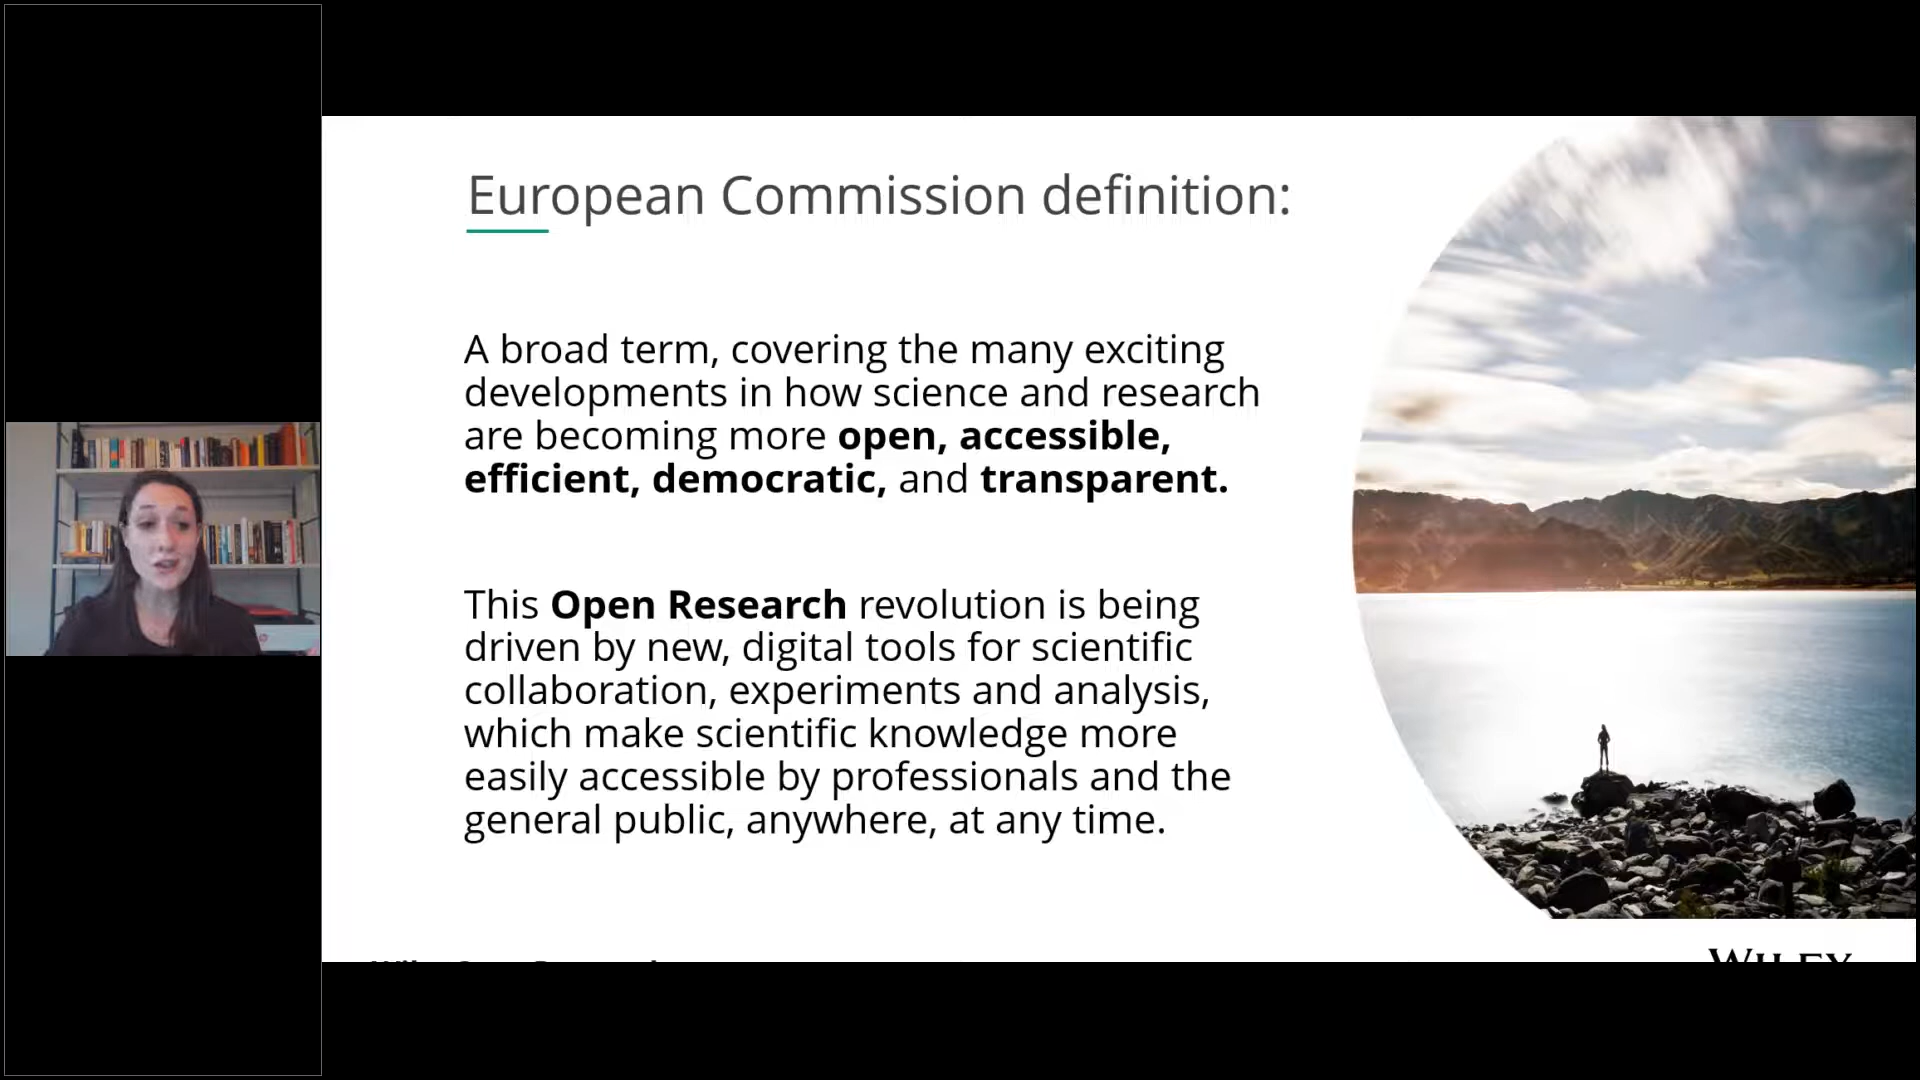 European Commission definition:
A broad term, covering the many exciting
developments in how science and research
are becoming more open, accessible,
efficient, democratic, and transparent.
This Open Research revolution is being
driven by new, digital tools for scientific
collaboration, experiments and analysis,
which make scientific knowledge more
easily accessible by professionals and the
general public, anywhere, at any time.
WILEY